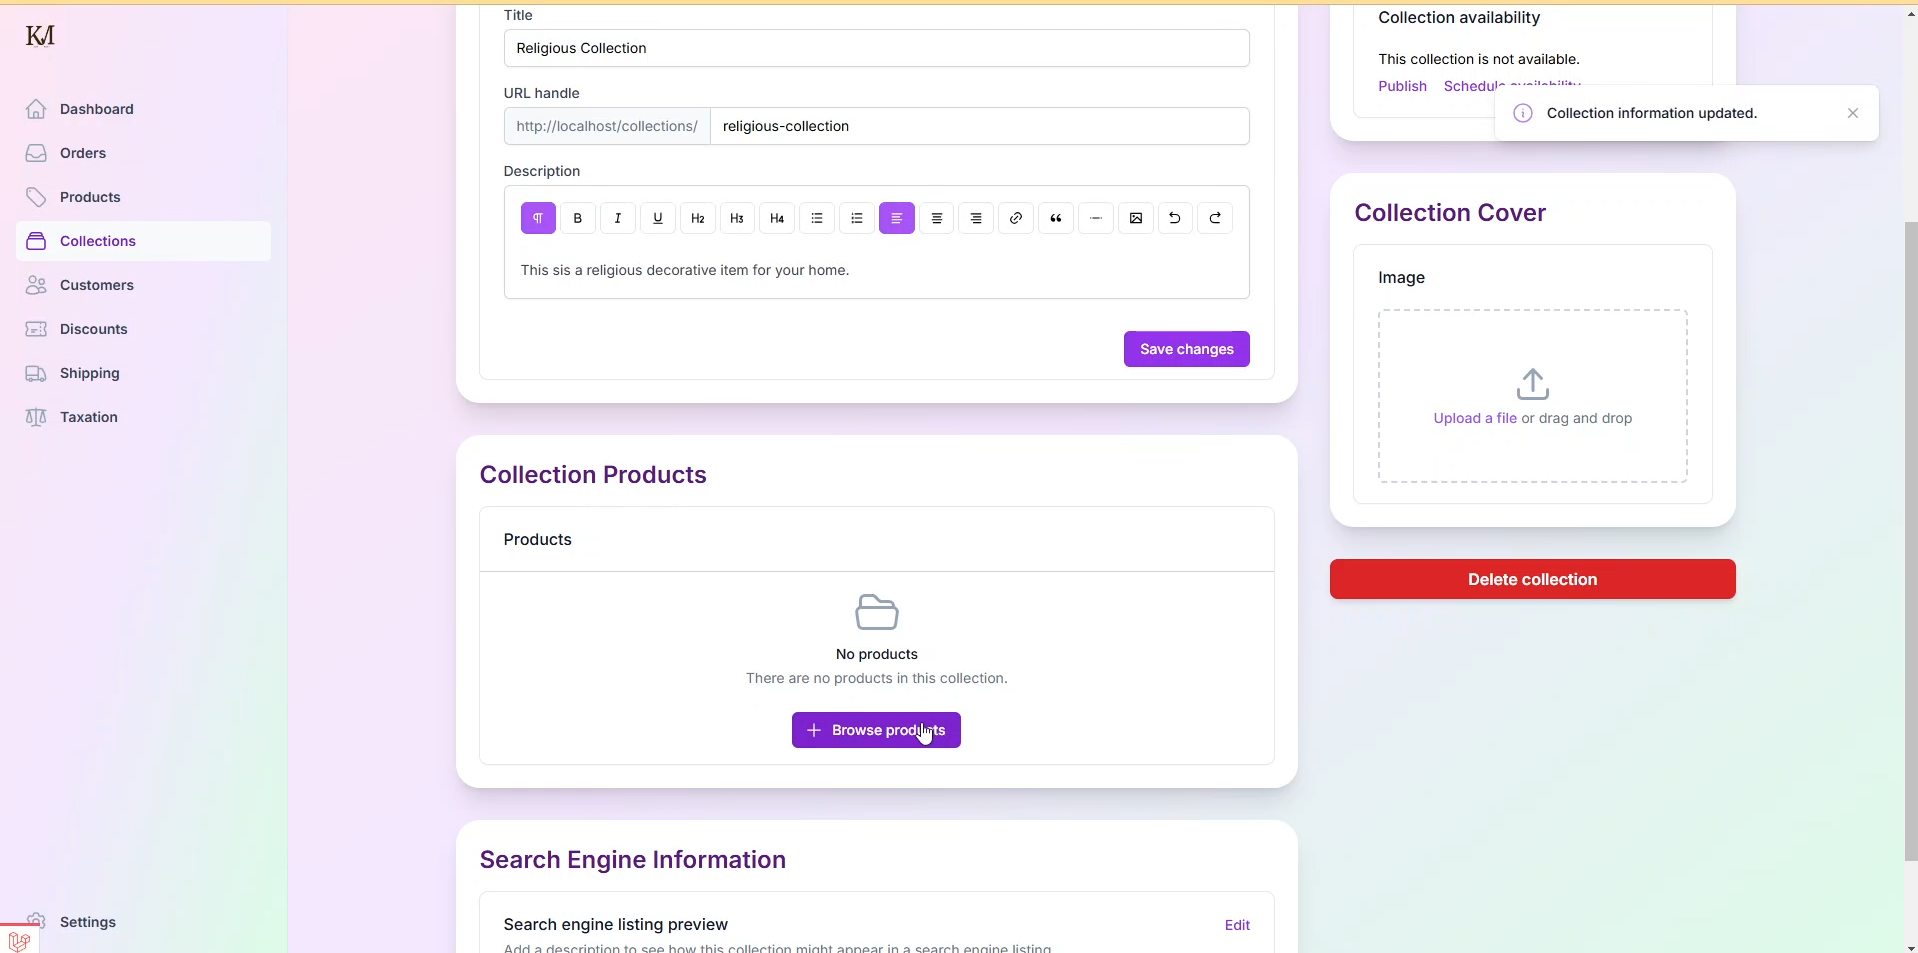 KM
Dashboard
Orders
Products
Collections
Customers
Discounts
Shipping
Taxation
Settings
Title
Religious Collection
URL handle
http://localhost/collections/ religious-collection
Description
B I U H2 H3 H4
This sis a religious decorative item for your home.
Save changes
Collection Products
Products
No products
There are no products in this collection.
+ Browse products
Search Engine Information
Search engine listing preview Edit
Add a description to see how this collection might appear in a search engine listing
Collection availability
This collection is not available.
Publish Schedule availability
Collection information updated.
Collection Cover
Image
Upload a file or drag and drop
Delete collection